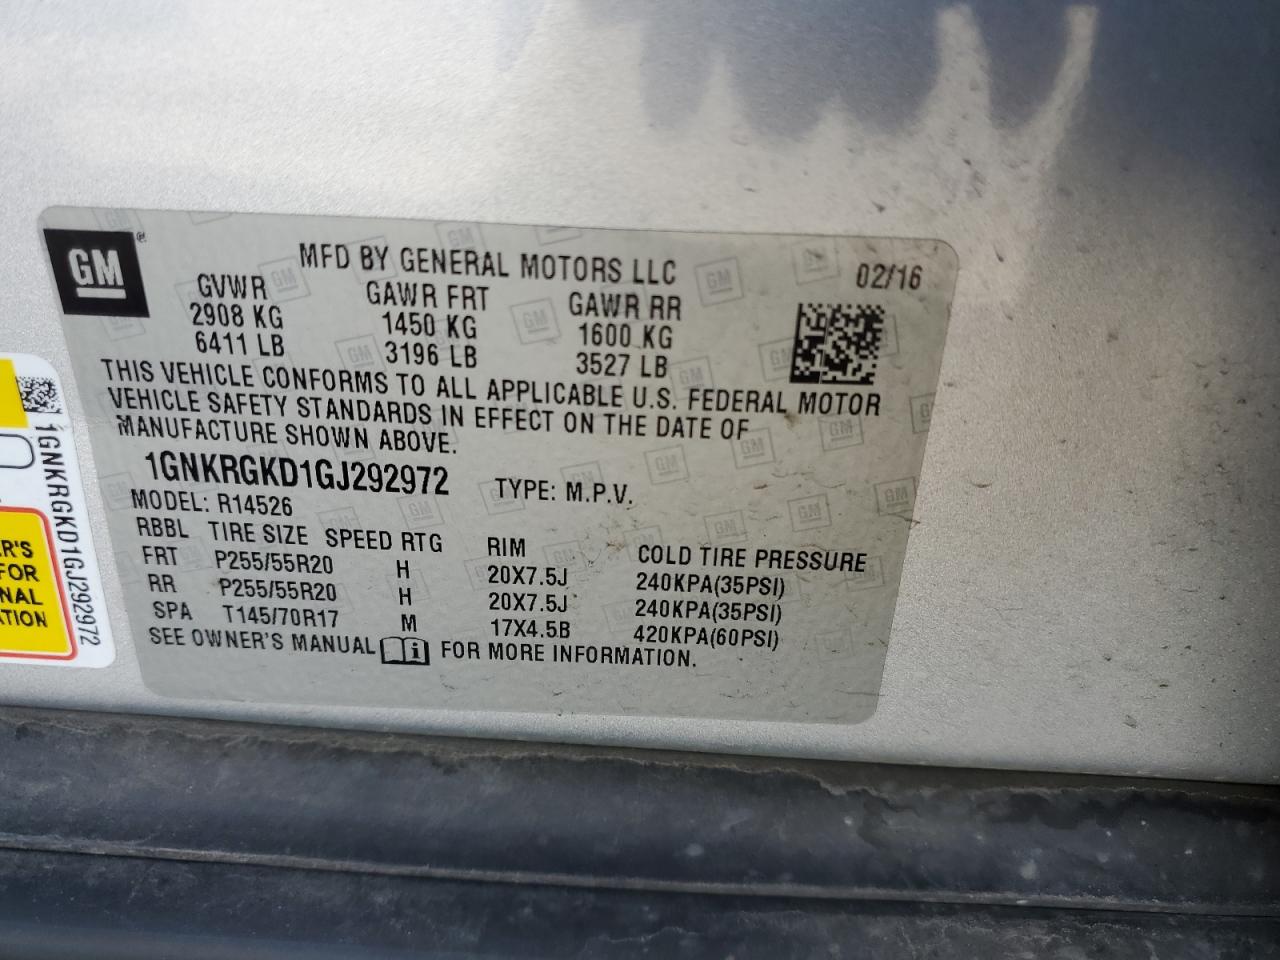 GM
®
MFD BY GENERAL MOTORS LLC
02/16
GVWR GAWR FRT GAWR RR
2908 KG 1450 KG 1600 KG
6411 LB 3196 LB 3527 LB
THIS VEHICLE CONFORMS TO ALL APPLICABLE U.S. FEDERAL MOTOR
VEHICLE SAFETY STANDARDS IN EFFECT ON THE DATE OF
MANUFACTURE SHOWN ABOVE.
1GNKRGKD1GJ292972 TYPE: M.P.V.
MODEL: R14526
RBBL TIRE SIZE SPEED RTG RIM COLD TIRE PRESSURE
FRT P255/55R20 H 20X7.5J 240KPA(35PSI)
RR P255/55R20 H 20X7.5J 240KPA(35PSI)
SPA T145/70R17 M 17X4.5B 420KPA(60PSI)
SEE OWNER'S MANUAL i FOR MORE INFORMATION.
1GNKRGKD1GJ292972
ER'S
FOR
NAL
TION